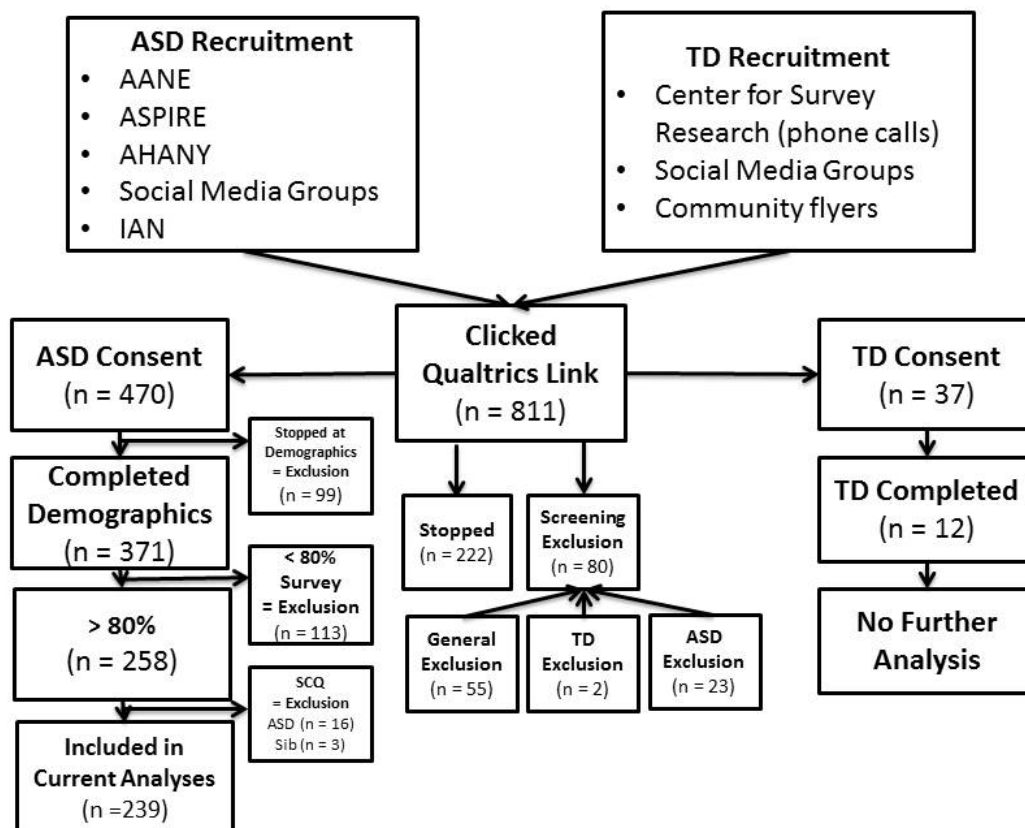 ASD Recruitment
• AANE
• ASPIRE
• AHANY
• Social Media Groups
• IAN
TD Recruitment
• Center for Survey
Research (phone calls)
• Social Media Groups
• Community flyers
Clicked
Qualtrics Link
(n = 811)
ASD Consent
(n = 470)
TD Consent
(n = 37)
Stopped at
Demographics
= Exclusion
(n = 99)
Completed
Demographics
(n = 371)
Stopped
(n = 222)
Screening
Exclusion
(n = 80)
TD Completed
(n = 12)
< 80%
Survey
= Exclusion
(n = 113)
> 80%
(n = 258)
General
Exclusion
(n = 55)
TD
Exclusion
(n = 2)
ASD
Exclusion
(n = 23)
No Further
Analysis
SCQ
= Exclusion
ASD (n = 16)
Sib (n = 3)
Included in
Current Analyses
(n =239)